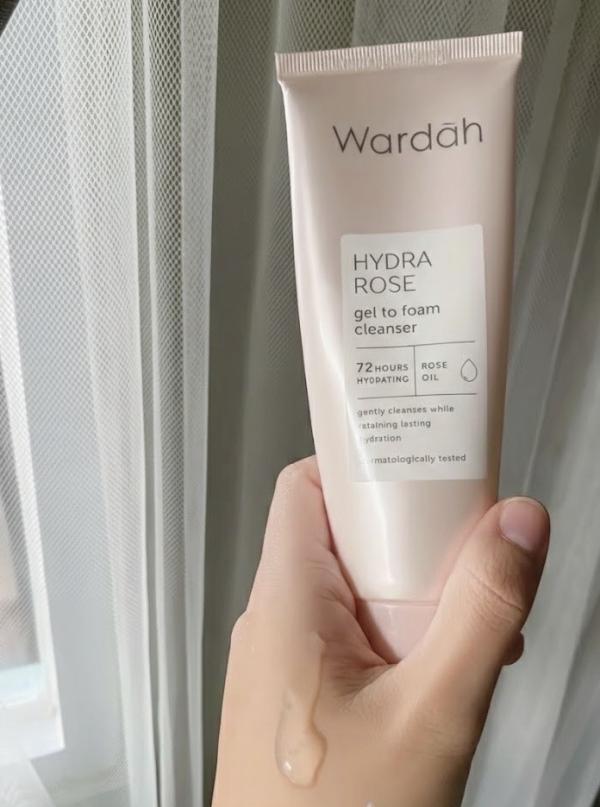 Wardāh
HYDRA
ROSE
gel to foam
cleanser
72 HOURS
HYDPATING
ROSE
OIL
gently cleanses while
retaining lasting
hydration
dermatologically tested